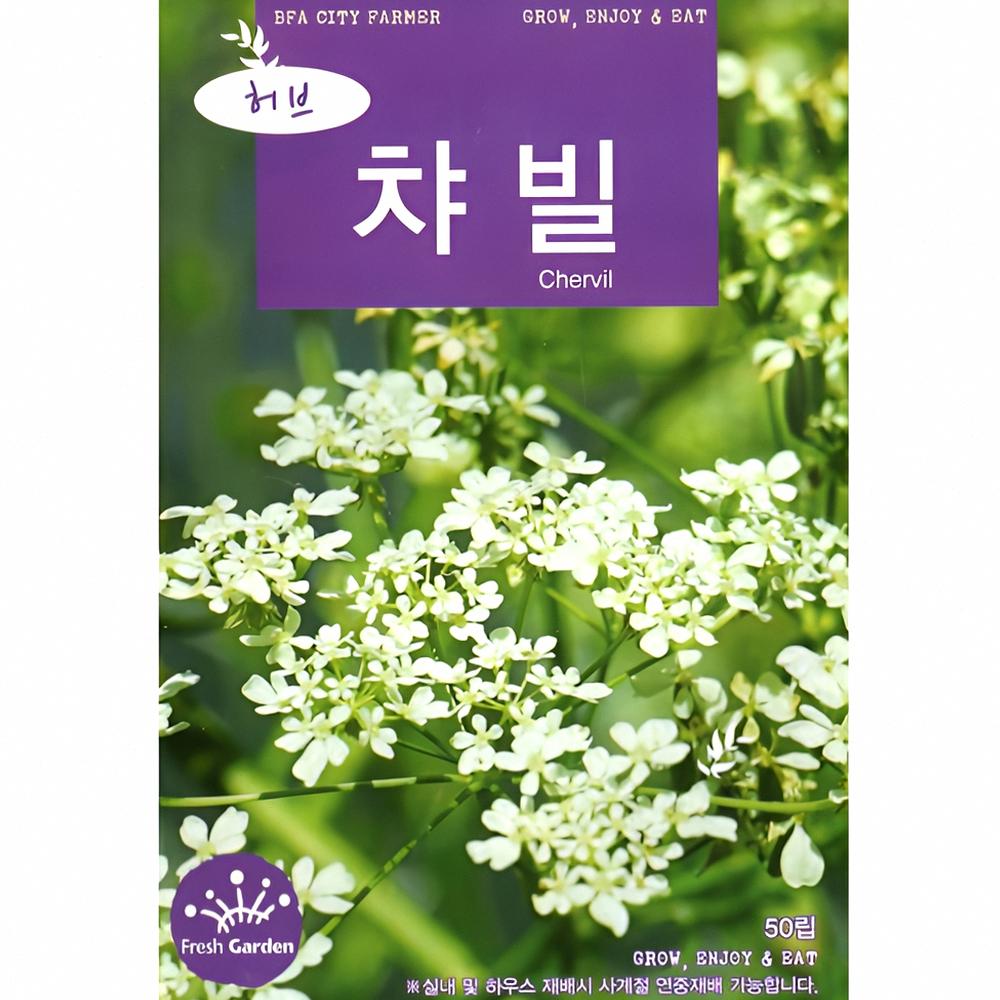 BFA CITY FARMER GROW, ENJOY & EAT
허브
챠빌
Chervil
Fresh Garden
50립
GROW, ENJOY & EAT
※실내 및 하우스 재배시 사계절 연중재배 가능합니다.